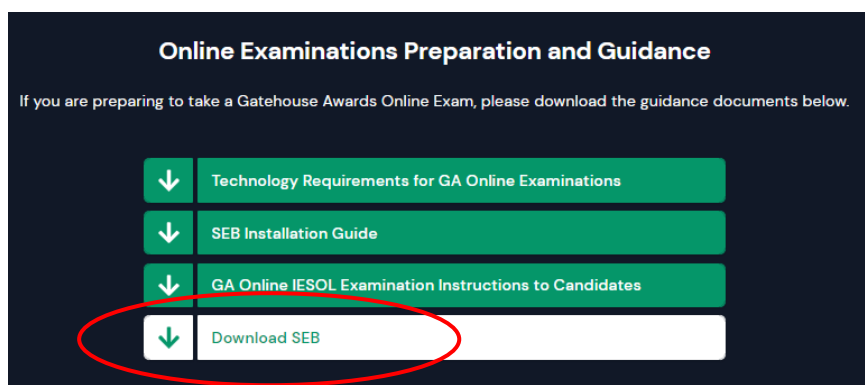 Online Examinations Preparation and Guidance
If you are preparing to take a Gatehouse Awards Online Exam, please download the guidance documents below.
Technology Requirements for GA Online Examinations
SEB Installation Guide
GA Online IESOL Examination Instructions to Candidates
Download SEB